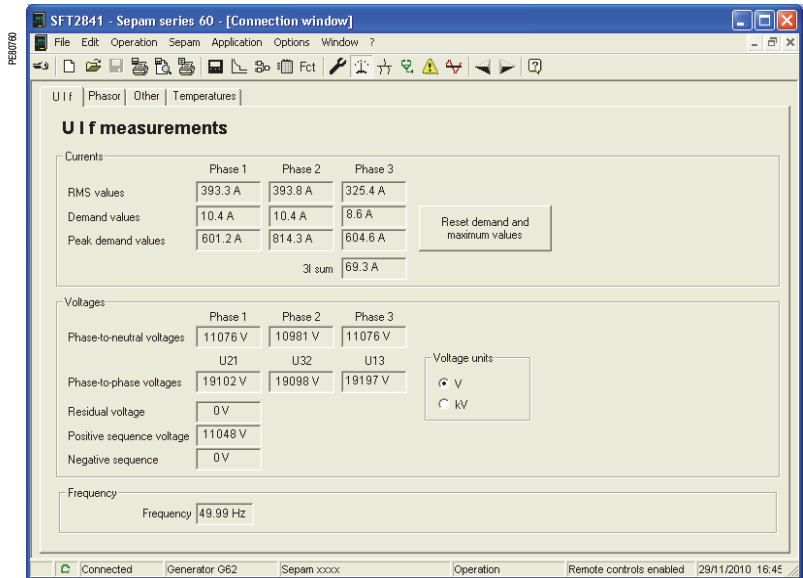 PE80760
SFT2841 - Sepam series 60 - [Connection window]
File Edit Operation Sepam Application Options Window ?
Fct
U I f Phasor Other Temperatures
U I f measurements
Currents
Phase 1 Phase 2 Phase 3
RMS values 393.3 A 393.8 A 325.4 A
Demand values 10.4 A 10.4 A 8.6 A
Peak demand values 601.2 A 814.3 A 604.6 A
Reset demand and
maximum values
3I sum 69.3 A
Voltages
Phase 1 Phase 2 Phase 3
Phase-to-neutral voltages 11076 V 10981 V 11076 V
U21 U32 U13
Phase-to-phase voltages 19102 V 19098 V 19197 V
Voltage units
V
kV
Residual voltage 0 V
Positive sequence voltage 11048 V
Negative sequence 0 V
Frequency
Frequency 49.99 Hz
Connected Generator G62 Sepam xxxx Operation Remote controls enabled 29/11/2010 16:45